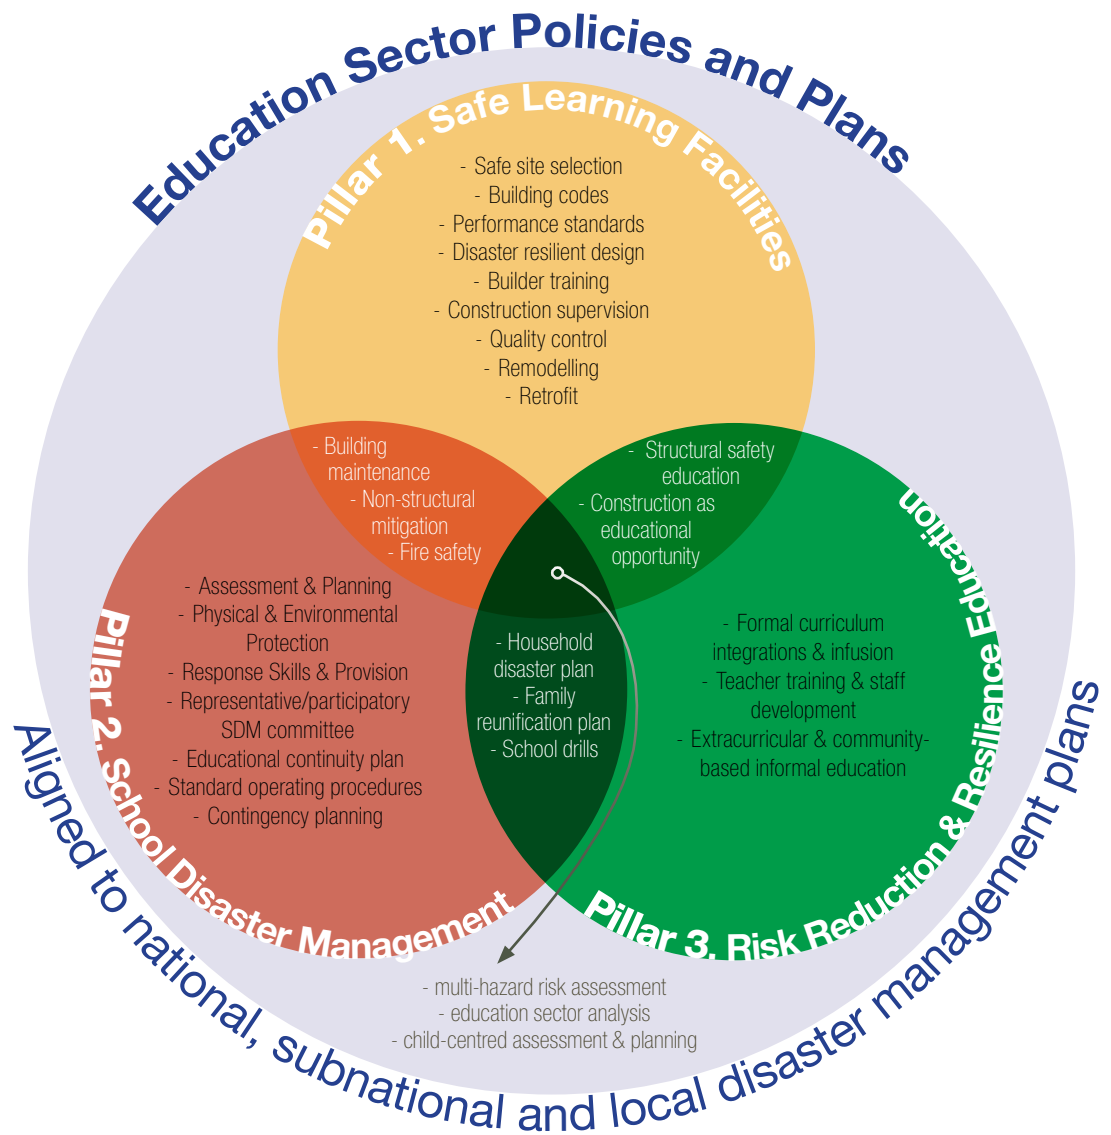 Education Sector Policies and Plans
Pillar 1. Safe Learning Facilities
- Safe site selection
- Building codes
- Performance standards
- Disaster resilient design
- Builder training
- Construction supervision
- Quality control
- Remodelling
- Retrofit
- Building
maintenance
- Non-structural
mitigation
- Fire safety
- Structural safety
education
- Construction as
educational
opportunity
Pillar 2. School Disaster Management
- Assessment & Planning
- Physical & Environmental
Protection
- Response Skills & Provision
- Representative/participatory
SDM committee
- Educational continuity plan
- Standard operating procedures
- Contingency planning
- Household
disaster plan
- Family
reunification plan
- School drills
Pillar 3. Risk Reduction & Resilience Education
- Formal curriculum
integrations & infusion
- Teacher training & staff
development
- Extracurricular & community-
based informal education
- multi-hazard risk assessment
- education sector analysis
- child-centred assessment & planning
Aligned to national, subnational and local disaster management plans